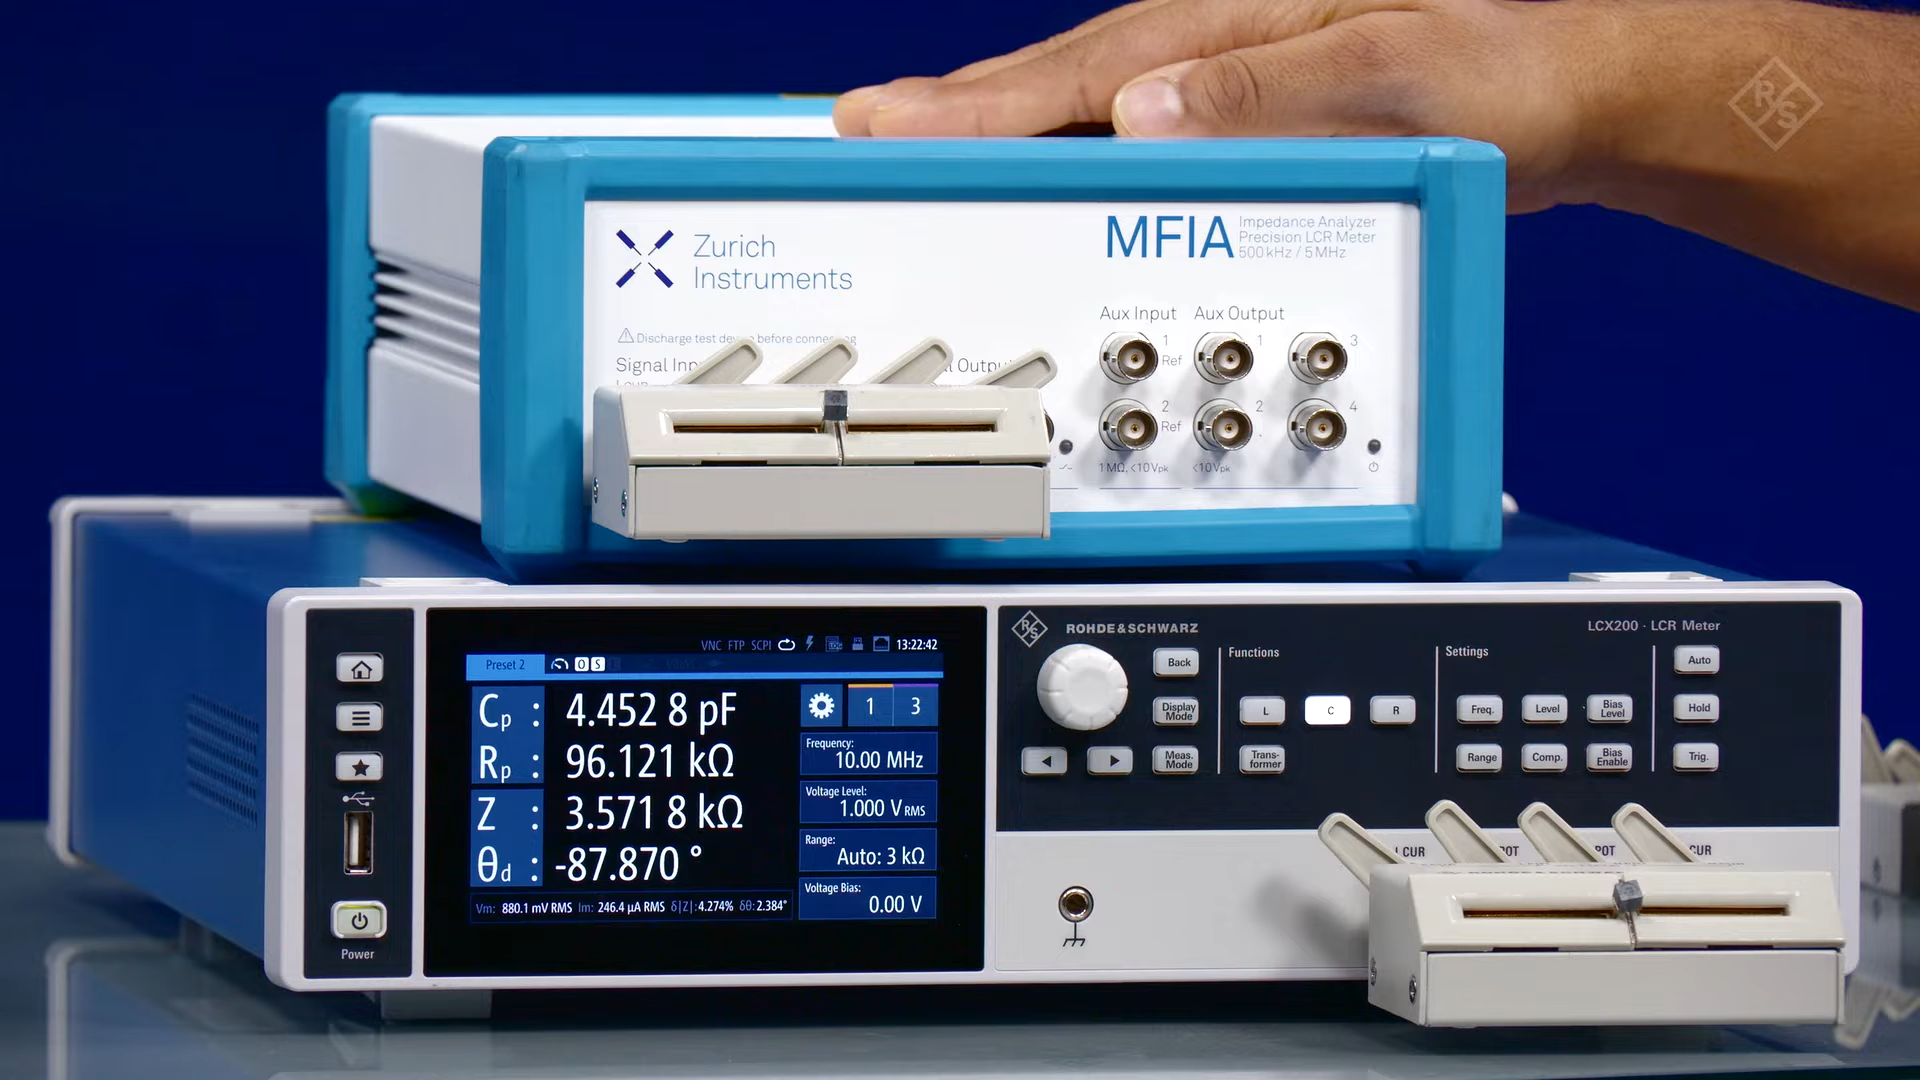 R&S
Zurich
Instruments
MFIA
Impedance Analyzer
Precision LCR Meter
500 kHz / 5 MHz
Aux Input
Aux Output
1
Ref
1
3
2
Ref
2
4
1 MΩ, <10Vpk
<10Vpk
Discharge test before
Signal
ROHDE&SCHWARZ
LCX200 - LCR Meter
VNC FTP SCPI 13:22:42
Preset 2
O S
Cp : 4.452 8 pF
Rp : 96.121 kΩ
Z : 3.571 8 kΩ
θd : -87.870 °
Vm: 880.1 mV RMS Im: 246.4 µA RMS δ|Z|:4.274% δθ:2.384°
1 3
Frequency:
10.00 MHz
Voltage Level:
1.000 V RMS
Range:
Auto: 3 kΩ
Voltage Bias:
0.00 V
Power
Back
Display
Mode
Meas.
Mode
Functions
L
C
R
Trans-
former
Settings
Freq.
Level
Bias
Level
Range
Comp.
Bias
Enable
Auto
Hold
Trig.
CUR
CUR